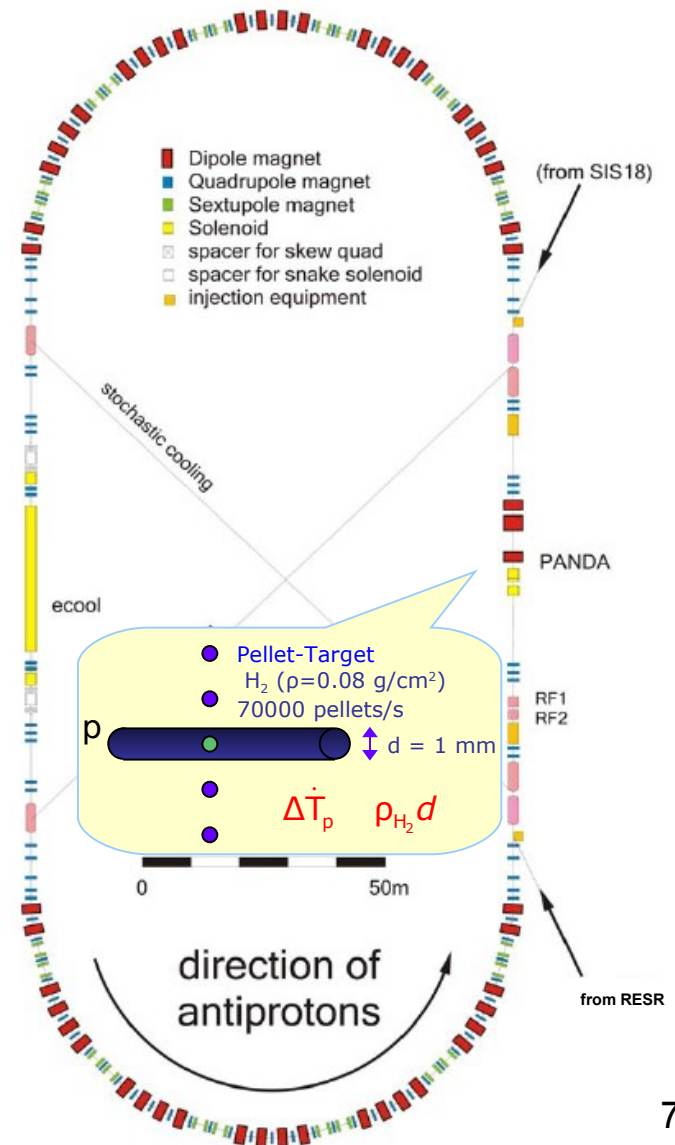 Dipole magnet
Quadrupole magnet
Sextupole magnet
Solenoid
spacer for skew quad
spacer for snake solenoid
injection equipment
(from SIS18)
stochastic cooling
PANDA
ecool
Pellet-Target
H₂ (ρ=0.08 g/cm²)
70000 pellets/s
p
d = 1 mm
ΔṪₚ ρ_H₂ d
RF1
RF2
0 50m
direction of
antiprotons
from RESR
7